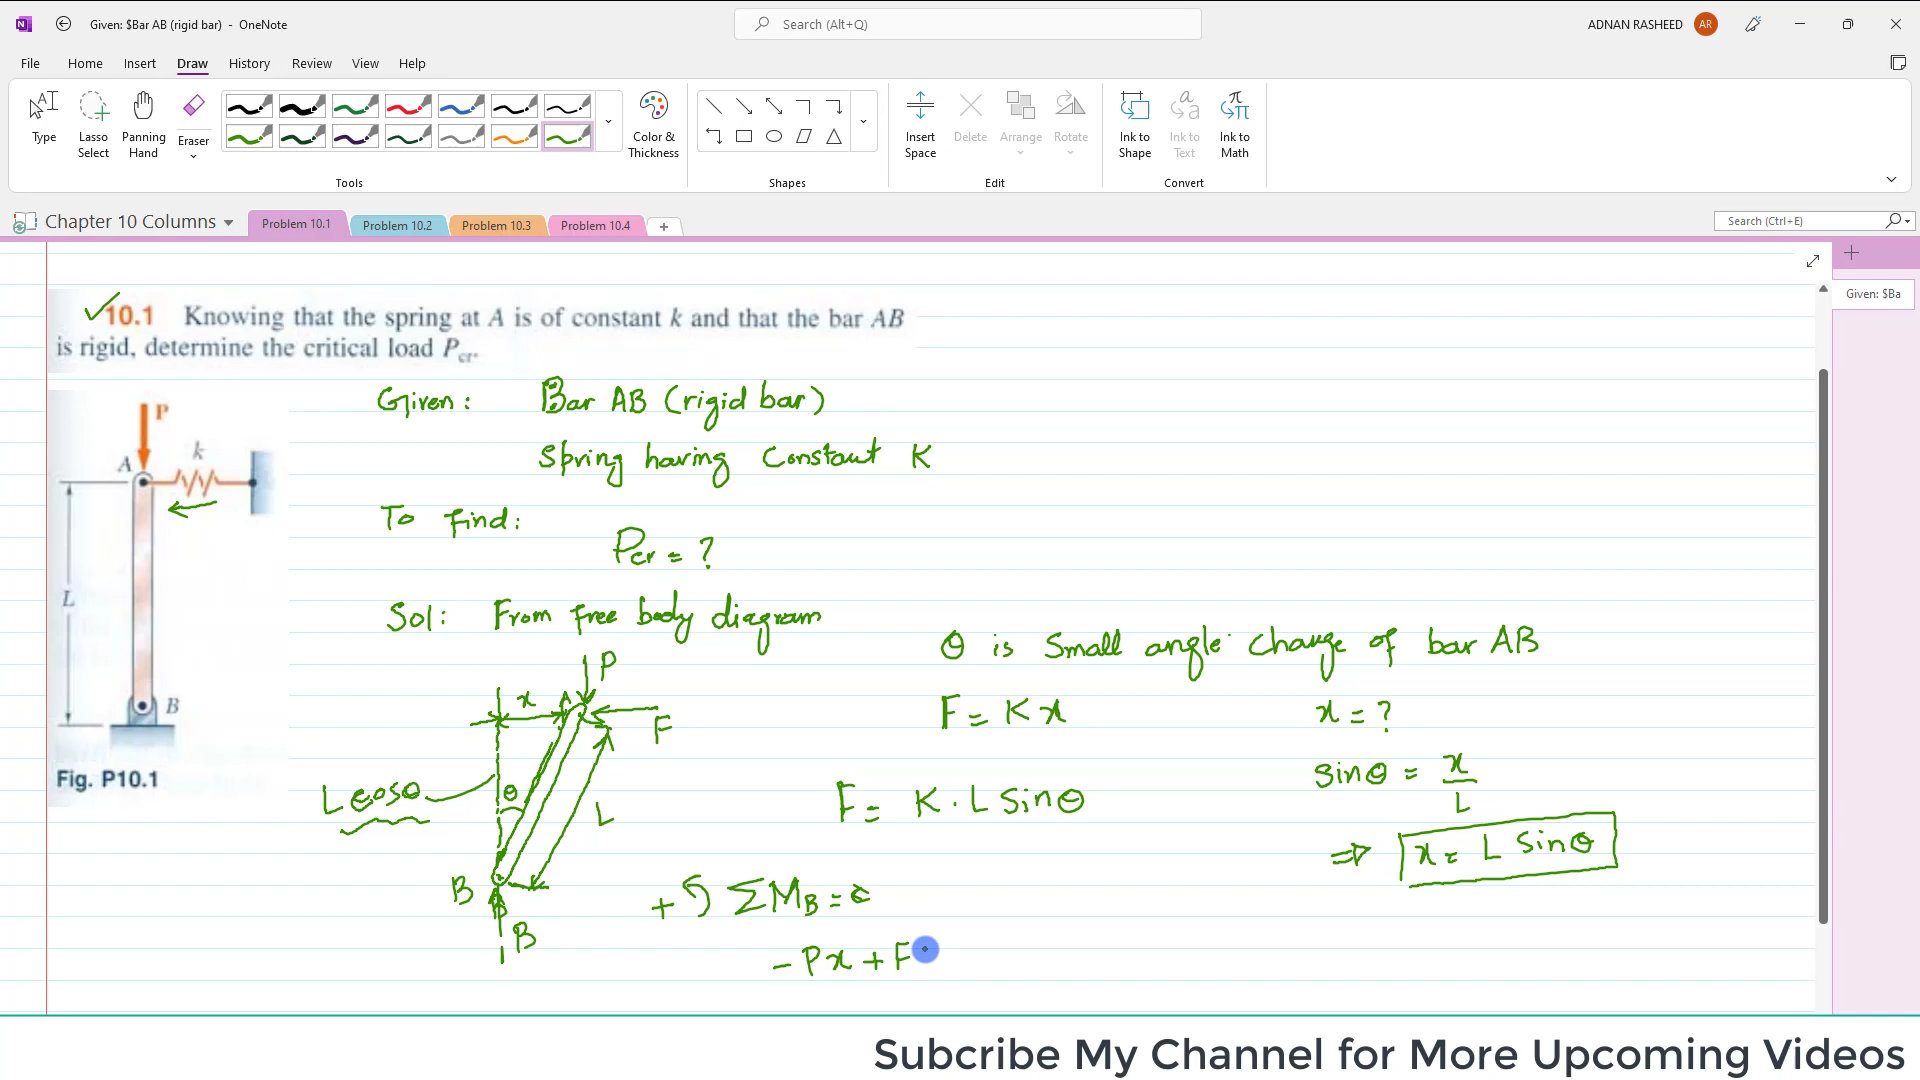 Given: $Bar AB (rigid bar) - OneNote
Search (Alt+Q)
ADNAN RASHEED AR
File Home Insert Draw History Review View Help
Type
Lasso Select
Panning Hand
Eraser
Color & Thickness
Insert Space
Delete
Arrange
Rotate
Ink to Shape
Ink to Text
Ink to Math
Tools Shapes Edit Convert
Chapter 10 Columns Problem 10.1 Problem 10.2 Problem 10.3 Problem 10.4
Search (Ctrl+E)
Given: $Ba
10.1 Knowing that the spring at A is of constant k and that the bar AB
is rigid, determine the critical load Pcr.
P
k
A
L
B
Fig. P10.1
Given: Bar AB (rigid bar)
Spring having Constant K
To Find:
Pcr = ?
Sol: From free body diagram
P
x A
F
L cosθ
θ
L
B
B
θ is Small angle change of bar AB
F = Kx
x = ?
sinθ = x/L
F = K . L Sinθ
⇒ x = L Sinθ
+ ↺ ΣMB = 0
- Px + F
Subcribe My Channel for More Upcoming Videos